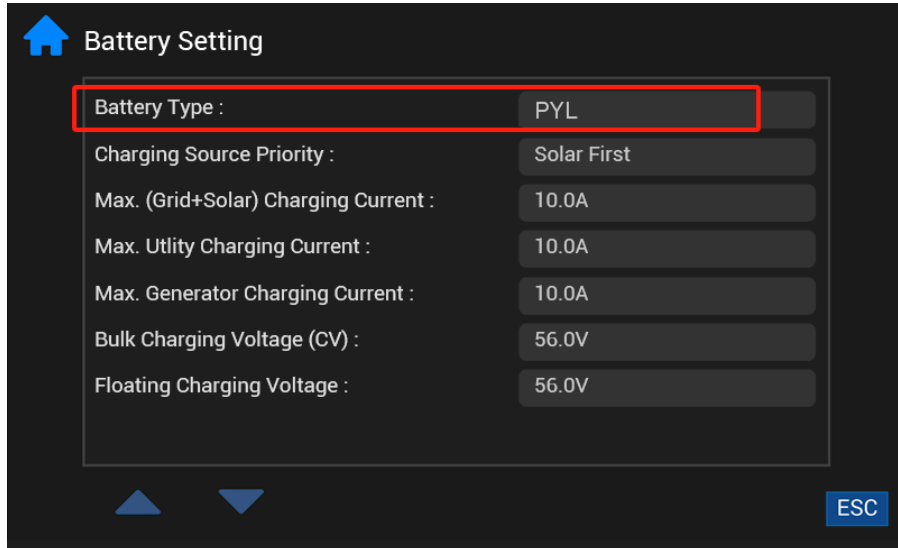 Battery Setting
Battery Type : PYL
Charging Source Priority : Solar First
Max. (Grid+Solar) Charging Current : 10.0A
Max. Utlity Charging Current : 10.0A
Max. Generator Charging Current : 10.0A
Bulk Charging Voltage (CV) : 56.0V
Floating Charging Voltage : 56.0V
ESC